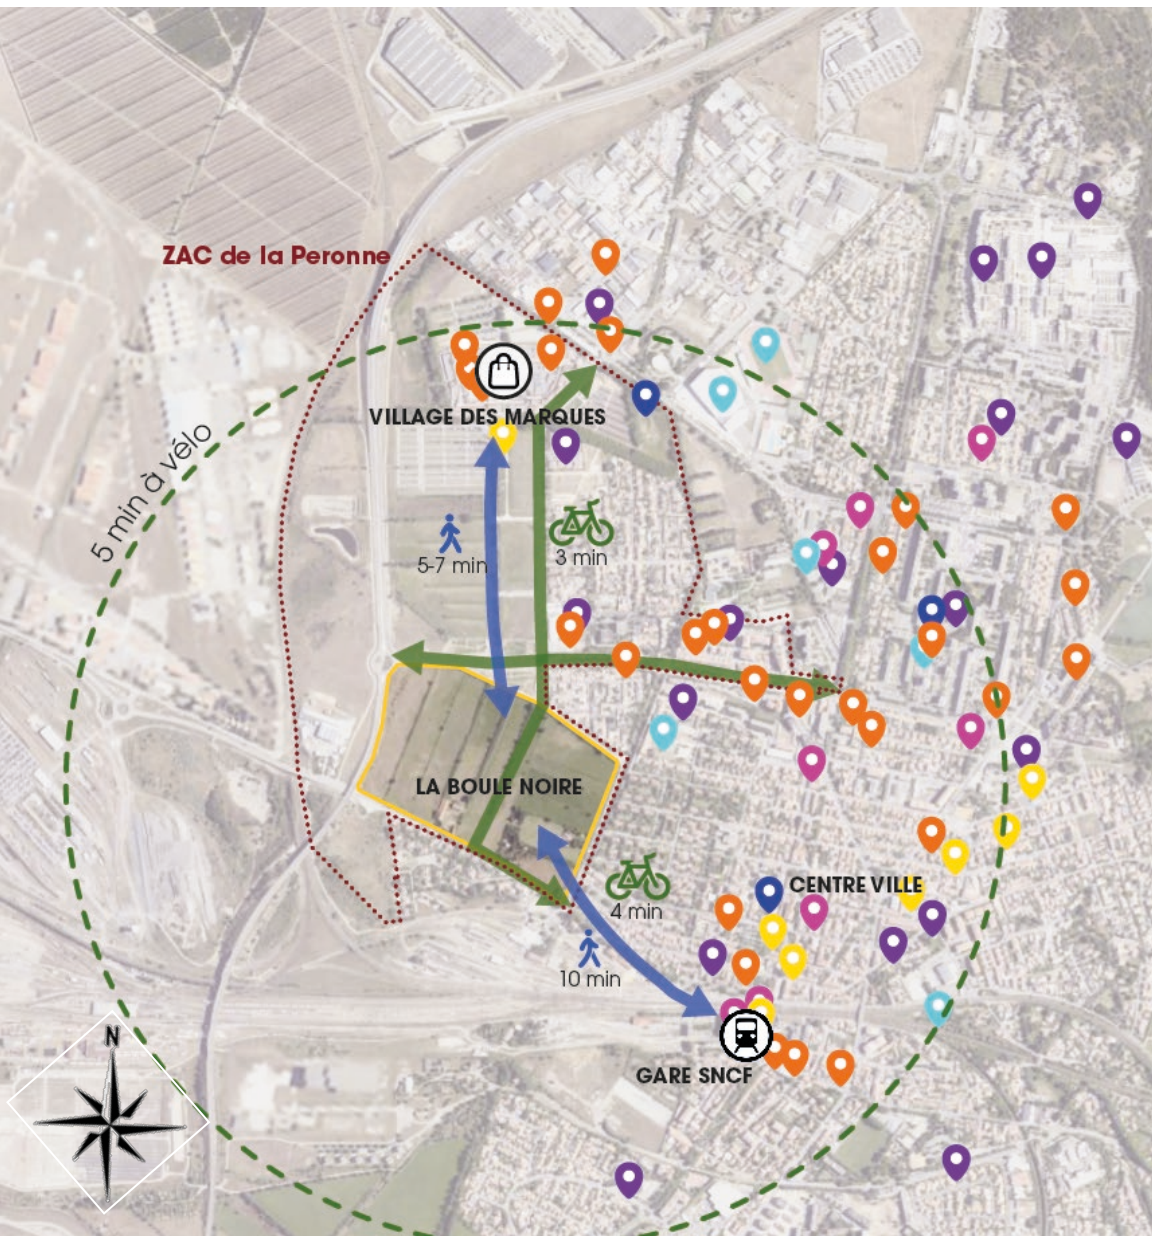 ZAC de la Peronne
5 min à vélo
VILLAGE DES MARQUES
5-7 min
3 min
LA BOULE NOIRE
CENTRE VILLE
4 min
10 min
GARE SNCF
N